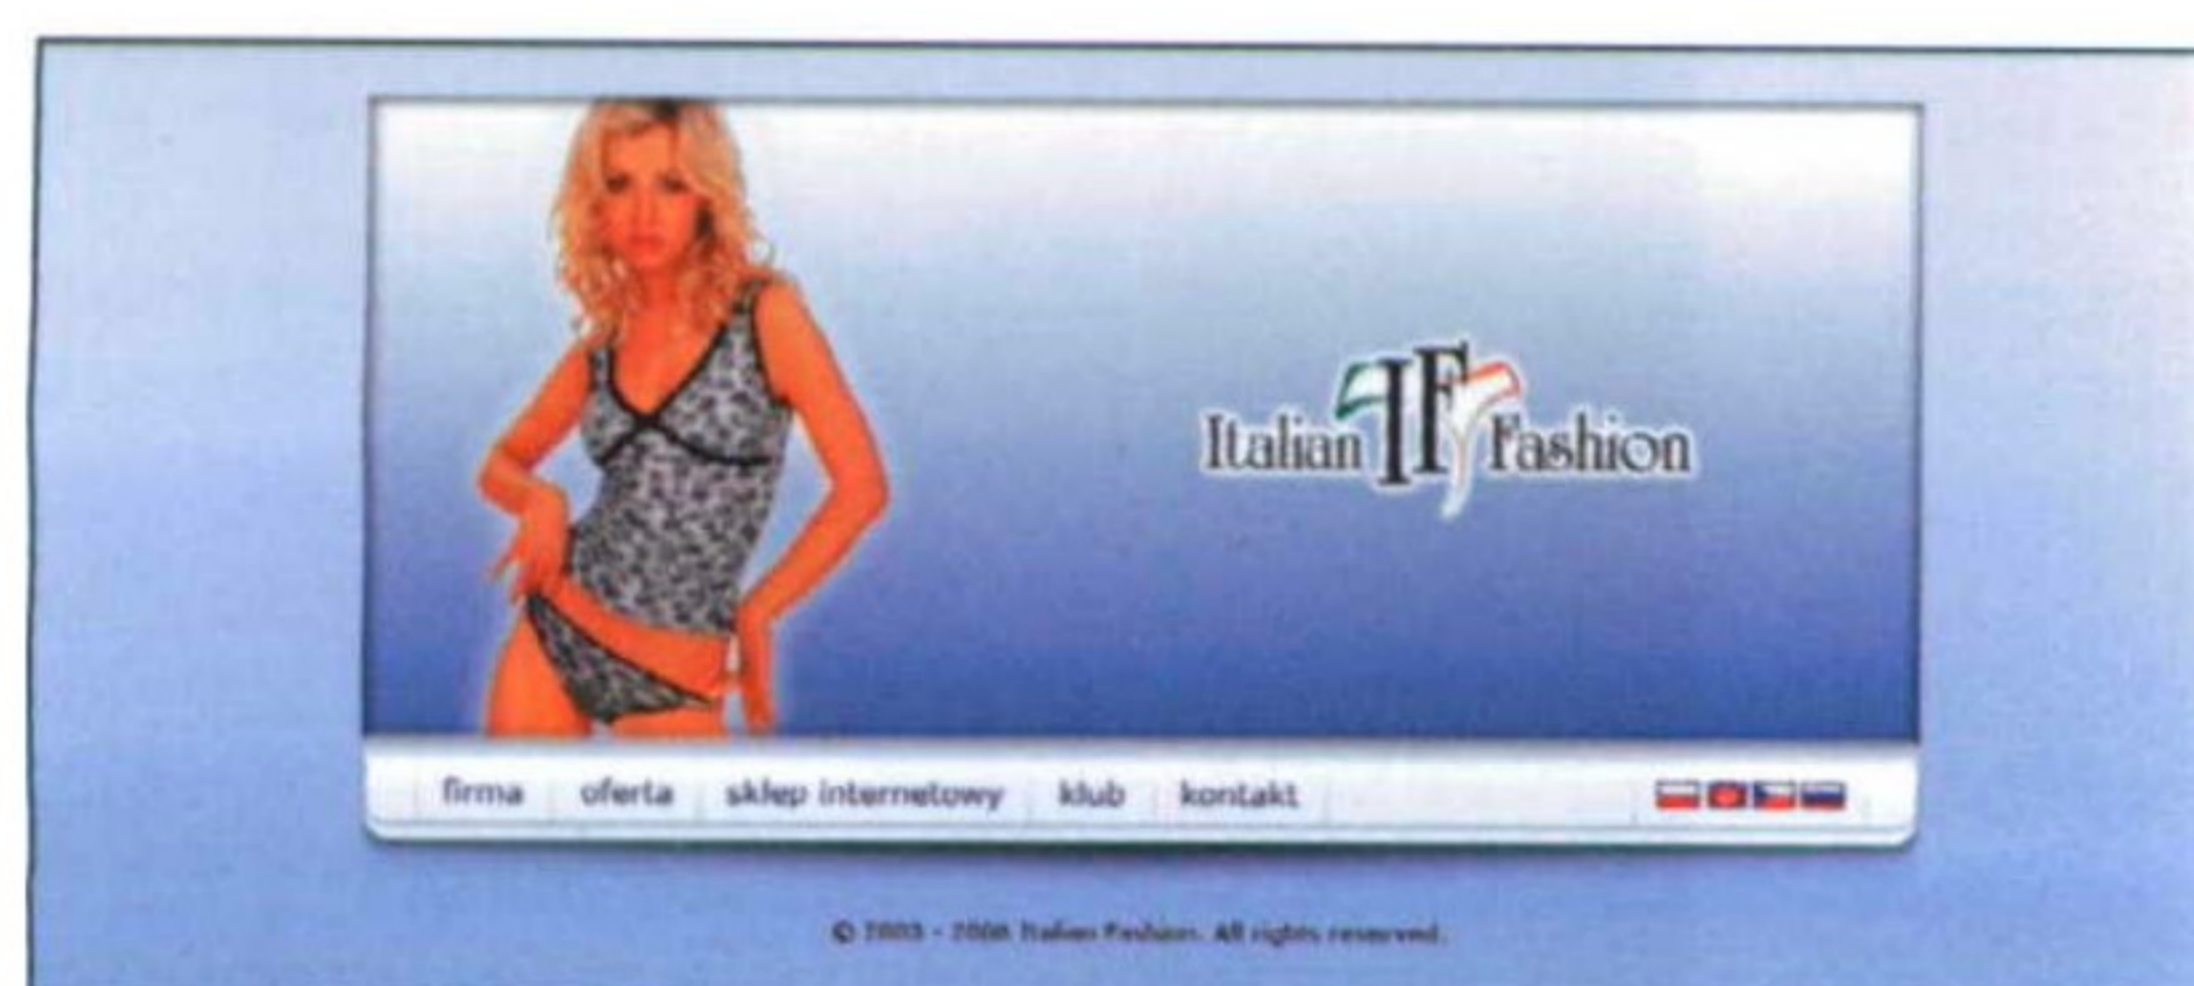 Italian IF Fashion
firma oferta sklep internetowy klub kontakt
© 2003 - 2008 Italian Fashion. All rights reserved.